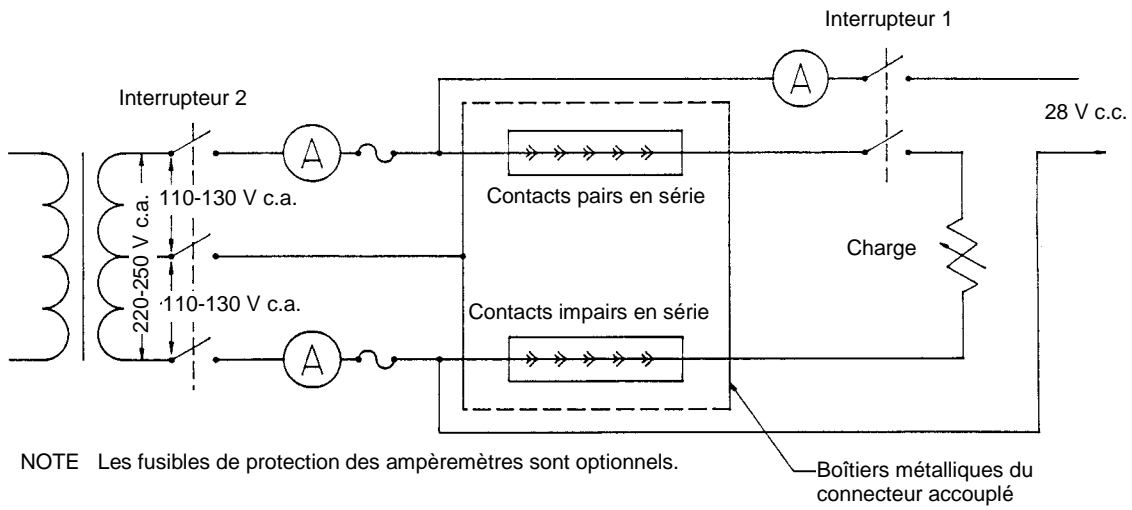 Interrupteur 1
A
Interrupteur 2
28 V c.c.
A
110-130 V c.a.
Contacts pairs en série
220-250 V c.a.
Charge
110-130 V c.a.
Contacts impairs en série
A
NOTE Les fusibles de protection des ampèremètres sont optionnels.
Boîtiers métalliques du
connecteur accouplé